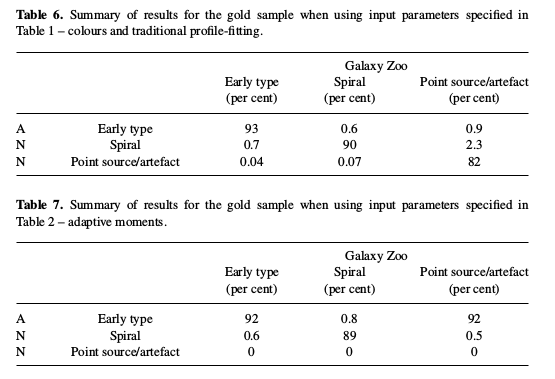 Table 6. Summary of results for the gold sample when using input parameters specified in
Table 1 – colours and traditional profile-fitting.
Galaxy Zoo
Early type Spiral Point source/artefact
(per cent) (per cent) (per cent)
A Early type 93 0.6 0.9
N Spiral 0.7 90 2.3
N Point source/artefact 0.04 0.07 82
Table 7. Summary of results for the gold sample when using input parameters specified in
Table 2 – adaptive moments.
Galaxy Zoo
Early type Spiral Point source/artefact
(per cent) (per cent) (per cent)
A Early type 92 0.8 92
N Spiral 0.6 89 0.5
N Point source/artefact 0 0 0